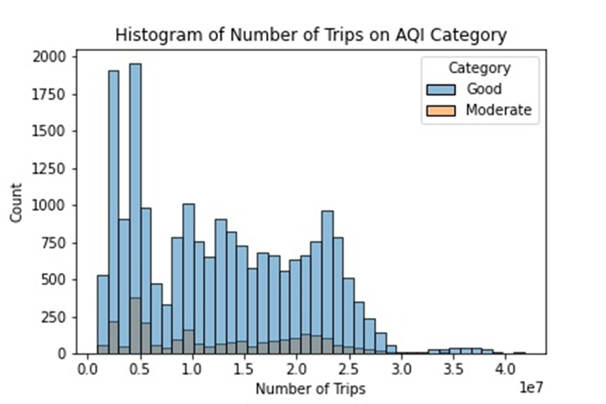 Histogram of Number of Trips on AQI Category
2000
1750
1500
1250
1000
750
500
250
0
Count
Category
Good
Moderate
0.0 0.5 1.0 1.5 2.0 2.5 3.0 3.5 4.0
1e7
Number of Trips